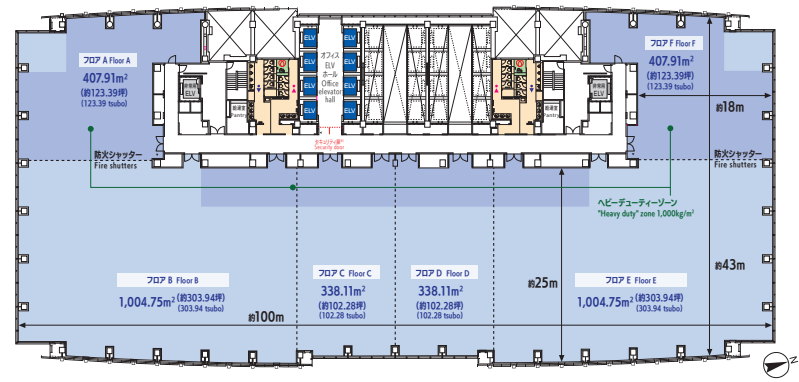 フロア A Floor A
407.91m²
(約123.39坪)
(123.39 tsubo)
ELV
ELV
ELV
ELV
ELV
ELV
ELV
ELV
オフィス
ELV
ホール
Office
elevator
hall
セキュリティ扉
Security door
ELV
Pantry
ELV
Pantry
フロア F Floor F
407.91m²
(約123.39坪)
(123.39 tsubo)
約18m
防火シャッター
Fire shutters
防火シャッター
Fire shutters
ヘビーデューティーゾーン
"Heavy duty" zone 1,000kg/m²
フロア B Floor B
1,004.75m² (約303.94坪)
(303.94 tsubo)
フロア C Floor C
338.11m²
(約102.28坪)
(102.28 tsubo)
フロア D Floor D
338.11m²
(約102.28坪)
(102.28 tsubo)
約25m
フロア E Floor E
1,004.75m² (約303.94坪)
(303.94 tsubo)
約43m
約100m
N